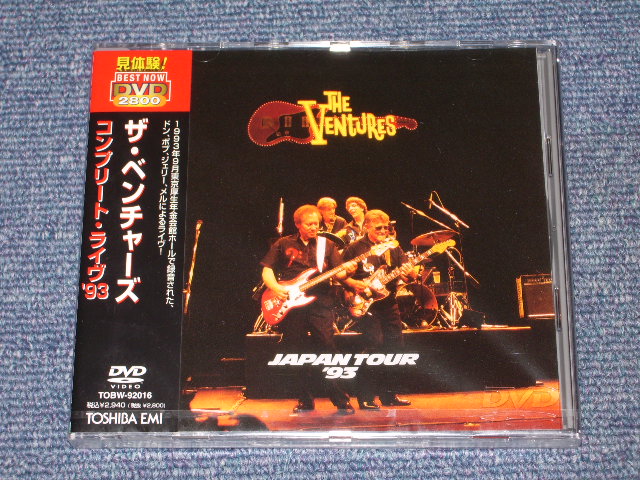 見体験!
BEST NOW
DVD
2800
ザ・ベンチャーズ
コンプリート・ライヴ'93
1993年9月東京厚生年金会館ホールで録音された、
ドン、ボブ、ジェリー、メルによるライヴ!
DVD
VIDEO
TOBW-92016
税込¥2,940 (税抜¥2,800)
TOSHIBA EMI
THE
VENTURES
JAPAN TOUR
'93
DVD